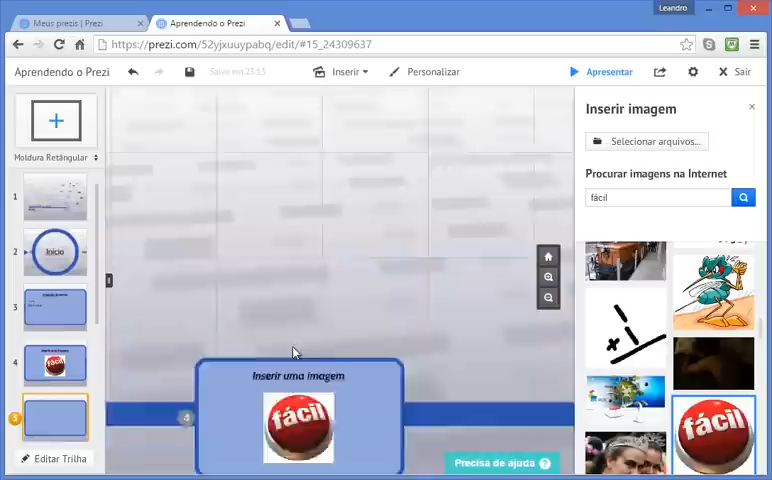 Leandro
Meus prezis | Prezi
Aprendendo o Prezi
https://prezi.com/52yjxuuypabq/edit/#15_24309637
Aprendendo o Prezi
Salvo em 23:13
Inserir
Personalizar
Apresentar
Sair
Moldura Retângular
1
2
Início
3
4
fácil
5
Editar Trilha
Inserir uma imagem
4
fácil
Precisa de ajuda ?
Inserir imagem
Selecionar arquivos...
Procurar imagens na Internet
fácil
fácil